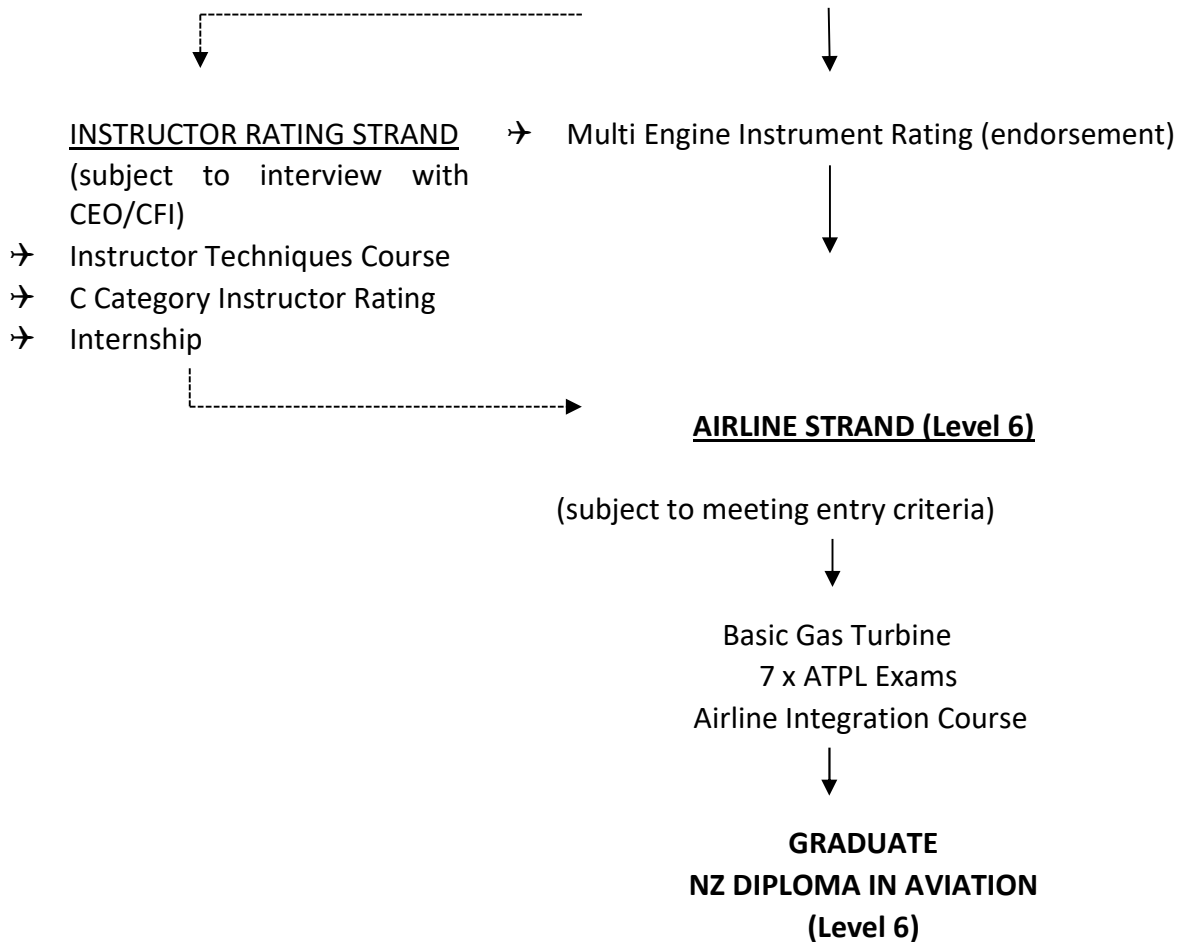 INSTRUCTOR RATING STRAND
(subject to interview with
CEO/CFI)
✈ Instructor Techniques Course
✈ C Category Instructor Rating
✈ Internship
✈ Multi Engine Instrument Rating (endorsement)
AIRLINE STRAND (Level 6)
(subject to meeting entry criteria)
Basic Gas Turbine
7 x ATPL Exams
Airline Integration Course
GRADUATE
NZ DIPLOMA IN AVIATION
(Level 6)